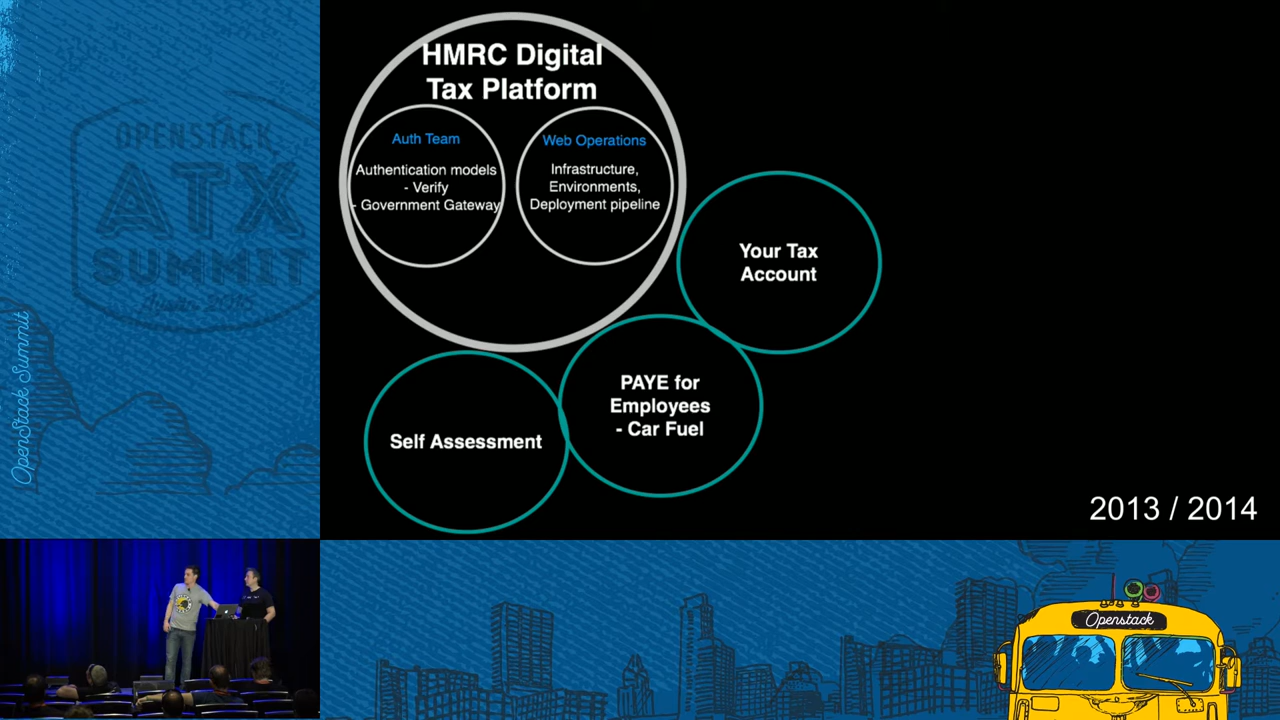 HMRC Digital
Tax Platform
Auth Team
Authentication models
- Verify
- Government Gateway
Web Operations
Infrastructure,
Environments,
Deployment pipeline
Your Tax
Account
PAYE for
Employees
- Car Fuel
Self Assessment
2013 / 2014
OPENSTACK
ATX
SUMMIT
OpenStack Summit
Openstack